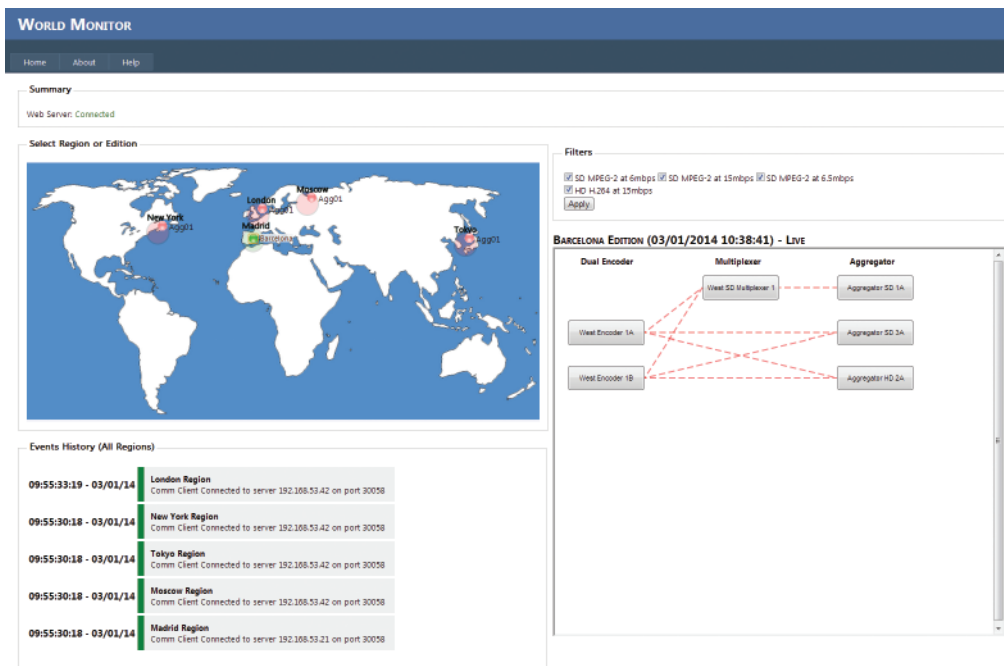 WORLD MONITOR
Home About Help
Summary
Web Server: Connected
Select Region or Edition
Moscow
Agg01
London
Agg01
New York
Agg01
Madrid
Barcelona
Tokyo
Agg01
Filters
SD MPEG-2 at 6mbps SD MPEG-2 at 15mbps SD MPEG-2 at 6.5mbps
HD H.264 at 15mbps
Apply
BARCELONA EDITION (03/01/2014 10:38:41) - LIVE
Dual Encoder Multiplexer Aggregator
West SD Multiplexer 1 Aggregator SD 1A
West Encoder 1A Aggregator SD 3A
West Encoder 1B Aggregator HD 2A
Events History (All Regions)
09:55:33:19 - 03/01/14
London Region
Comm Client Connected to server 192.168.53.42 on port 30058
09:55:30:18 - 03/01/14
New York Region
Comm Client Connected to server 192.168.53.42 on port 30058
09:55:30:18 - 03/01/14
Tokyo Region
Comm Client Connected to server 192.168.53.42 on port 30058
09:55:30:18 - 03/01/14
Moscow Region
Comm Client Connected to server 192.168.53.42 on port 30058
09:55:30:18 - 03/01/14
Madrid Region
Comm Client Connected to server 192.168.53.21 on port 30058